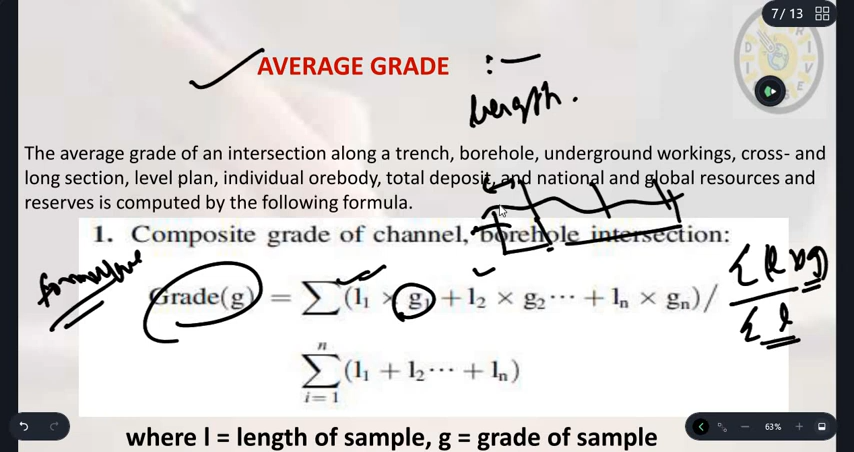 7 / 13
AVERAGE GRADE :-
length.
The average grade of an intersection along a trench, borehole, underground workings, cross- and
long section, level plan, individual orebody, total deposit, and national and global resources and
reserves is computed by the following formula.
1. Composite grade of channel, borehole intersection:
Grade(g) = ∑(l₁ × g₁ + l₂ × g₂ ··· + lₙ × gₙ)/
n
∑(l₁ + l₂ ··· + lₙ)
i=1
where l = length of sample, g = grade of sample
63%